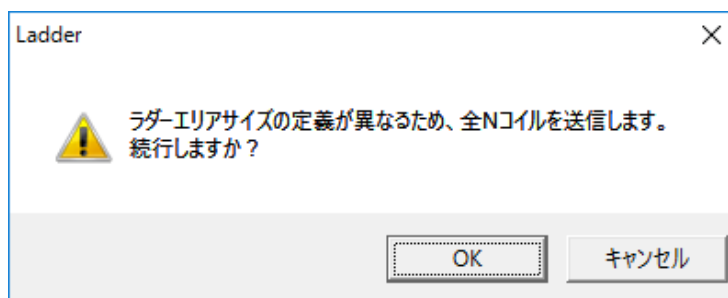 Ladder
ラダーエリアサイズの定義が異なるため、全Nコイルを送信します。
続行しますか？
OK
キャンセル